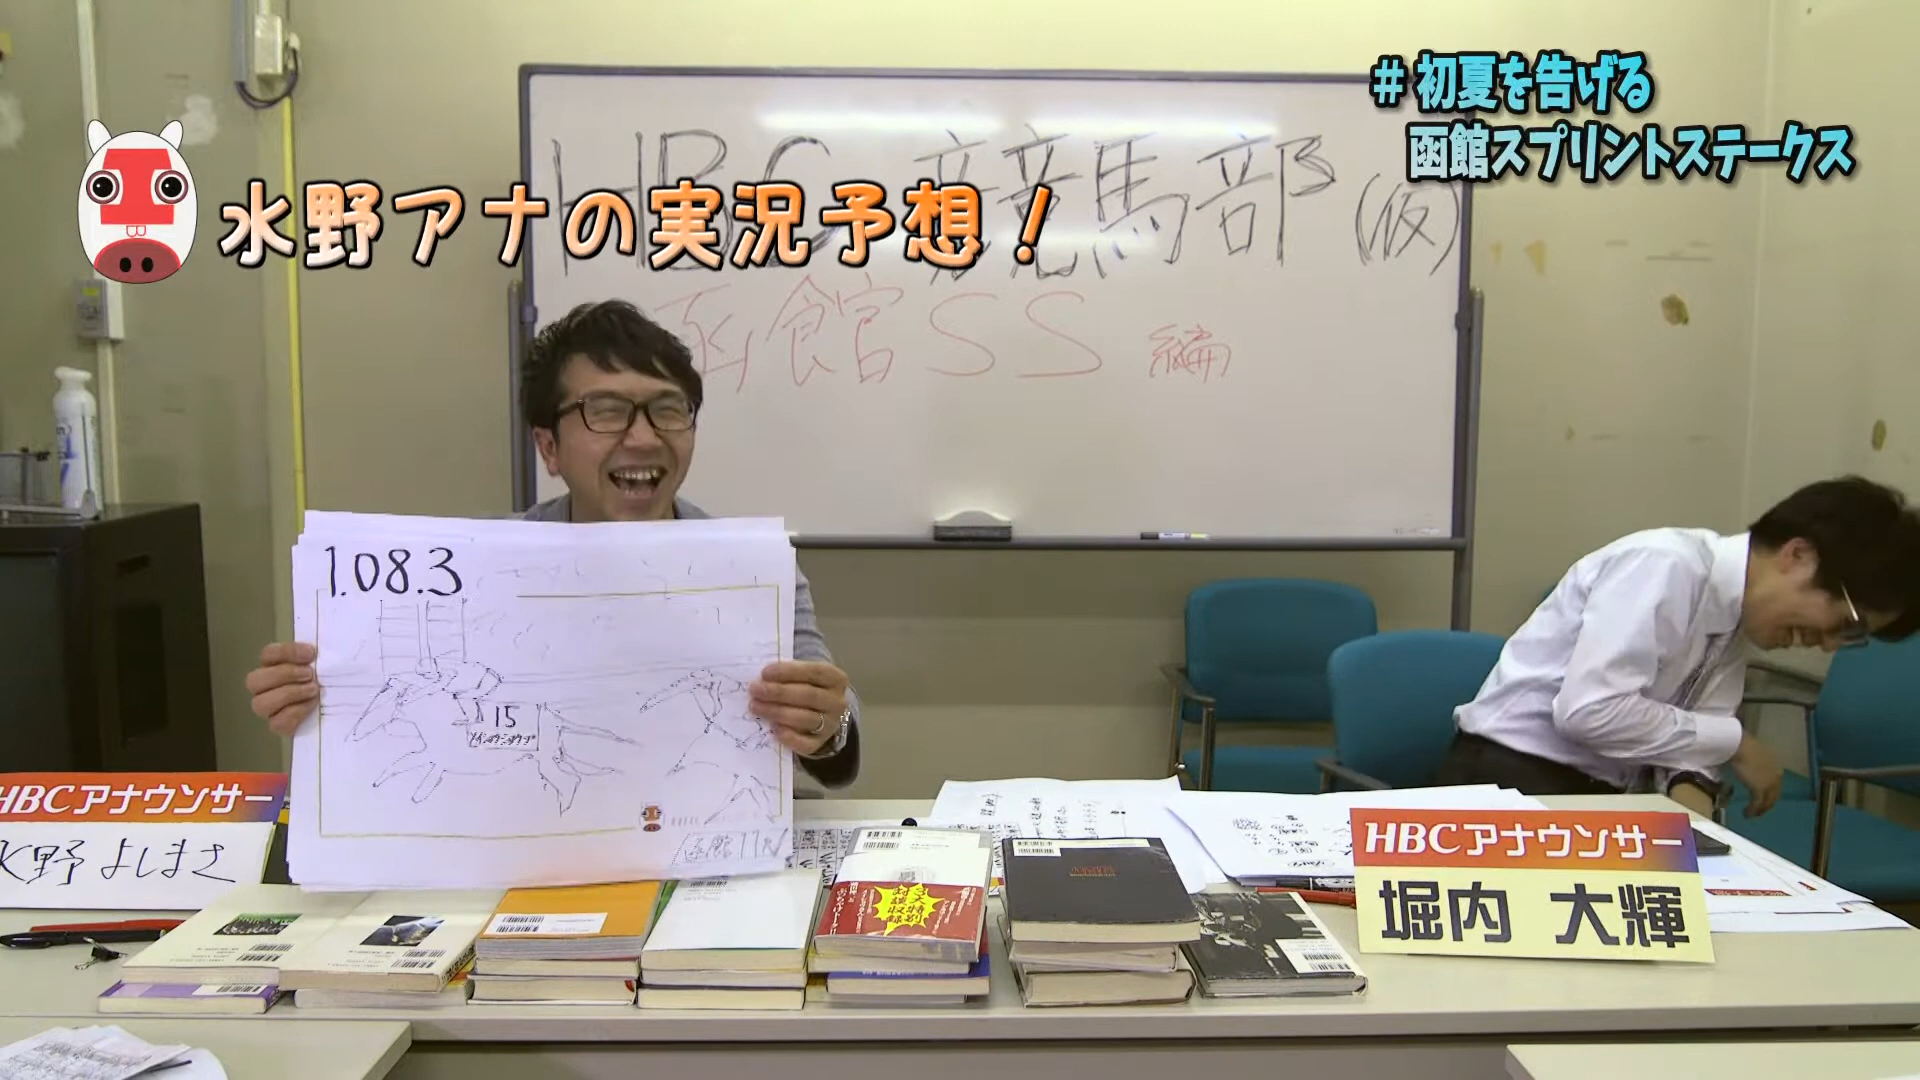 #初夏を告げる
函館スプリントステークス
水野アナの実況予想！
HBC 競馬部(仮)
函館SS 編
1.08.3
15
函館11R
HBCアナウンサー
水野よしまさ
HBCアナウンサー
堀内 大輝